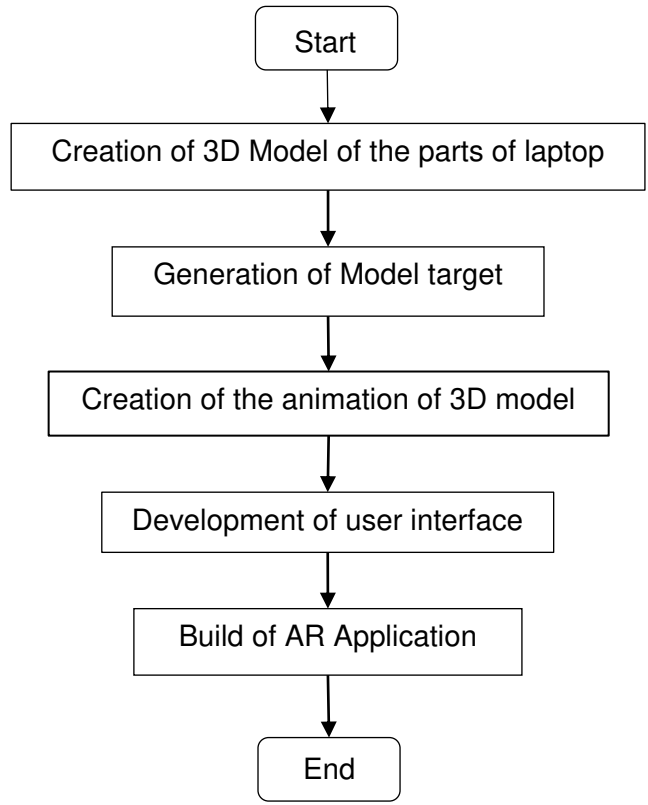 Start
Creation of 3D Model of the parts of laptop
Generation of Model target
Creation of the animation of 3D model
Development of user interface
Build of AR Application
End